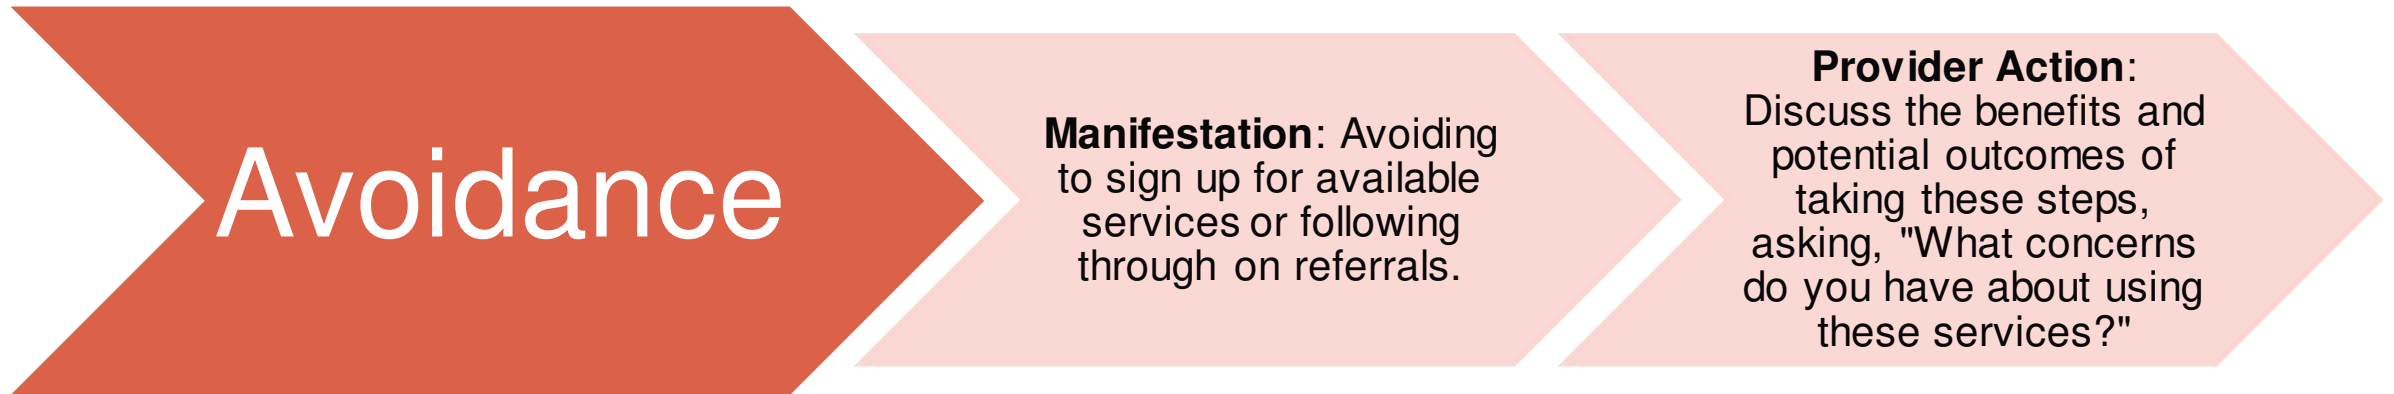 Avoidance
Manifestation: Avoiding
to sign up for available
services or following
through on referrals.
Provider Action:
Discuss the benefits and
potential outcomes of
taking these steps,
asking, "What concerns
do you have about using
these services?"